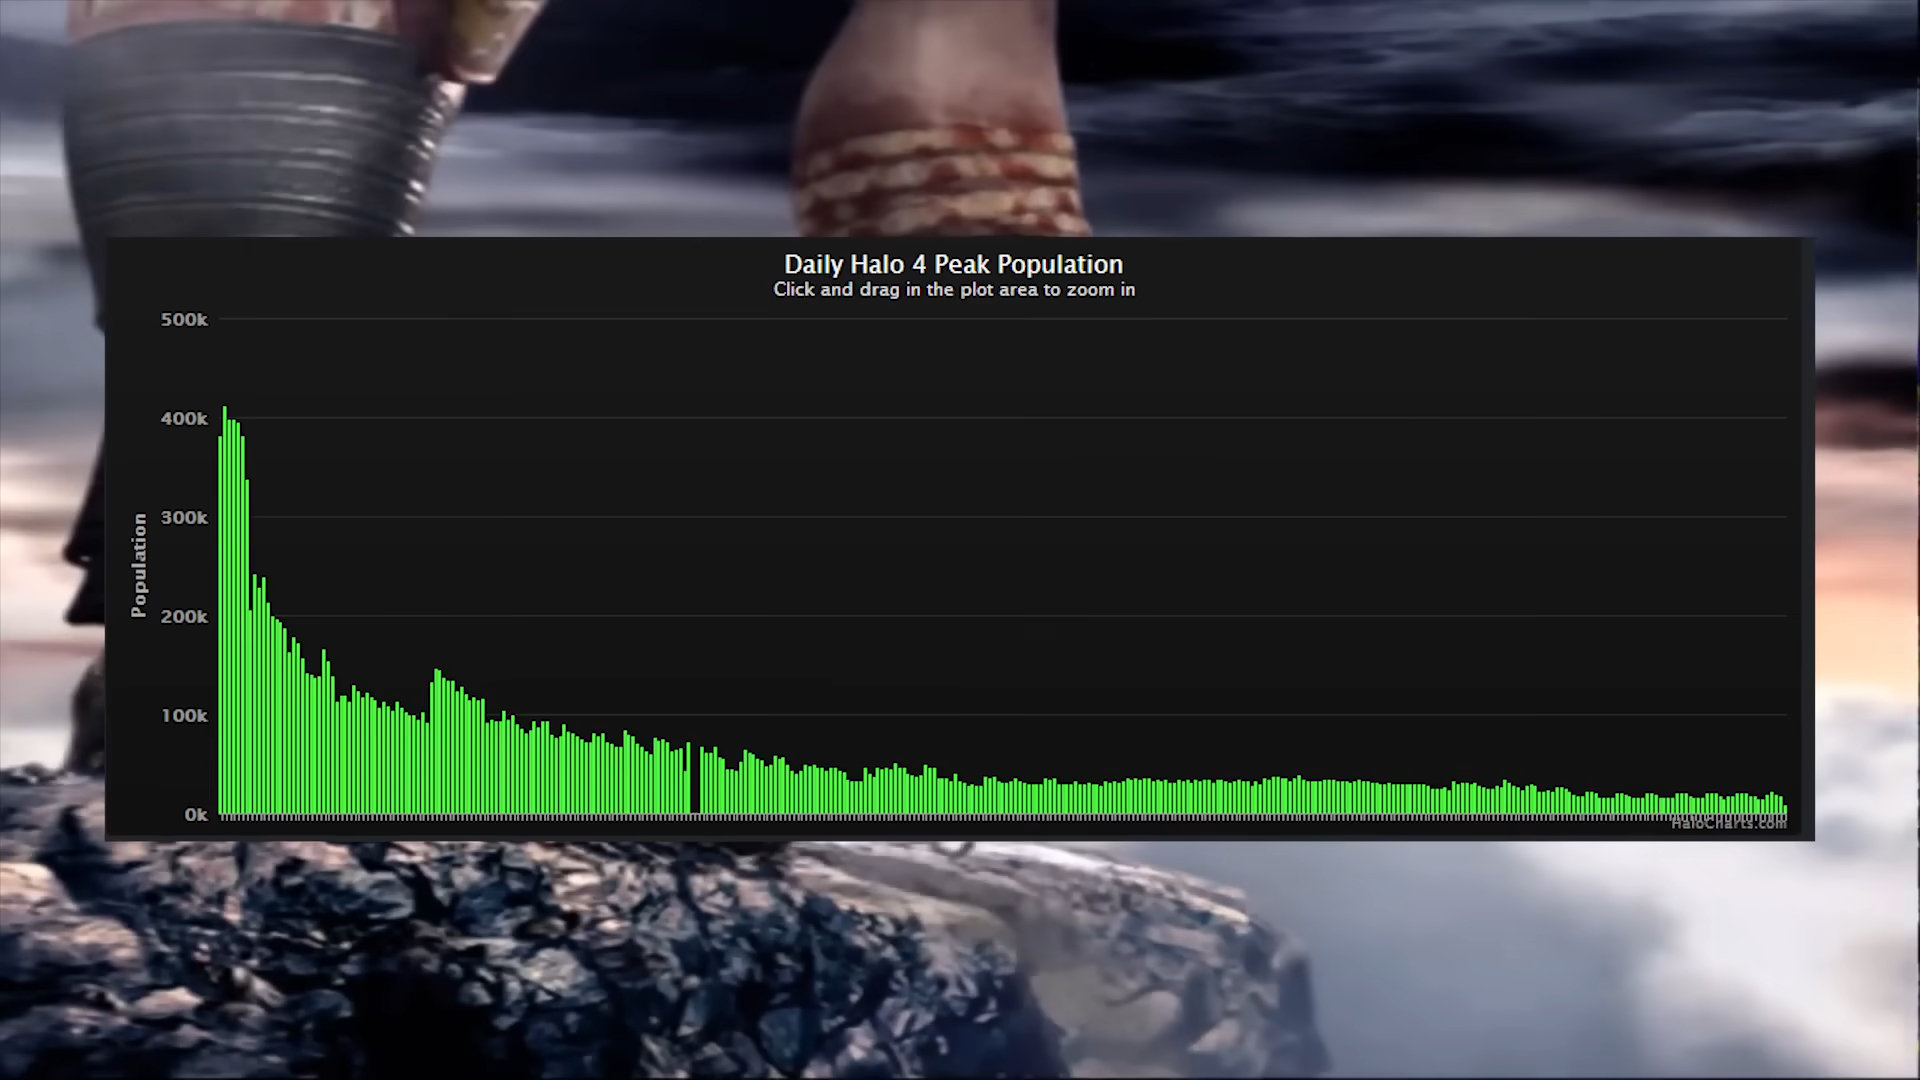 Daily Halo 4 Peak Population
Click and drag in the plot area to zoom in
500k
400k
300k
200k
100k
0k
Population
HaloCharts.com